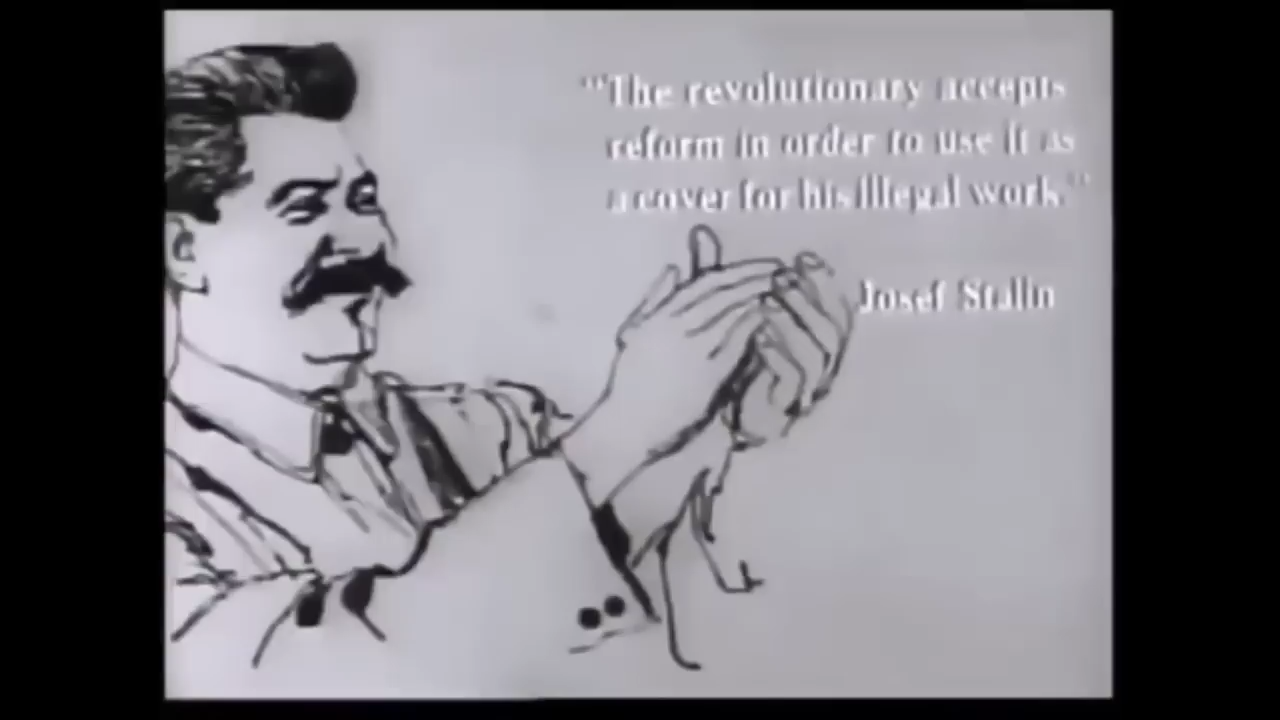 "The revolutionary accepts
reform in order to use it as
a cover for his illegal work."
Josef Stalin